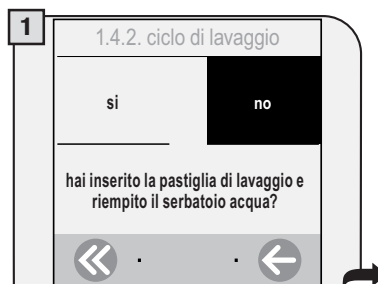 1
1.4.2. ciclo di lavaggio
si
no
hai inserito la pastiglia di lavaggio e
riempito il serbatoio acqua?